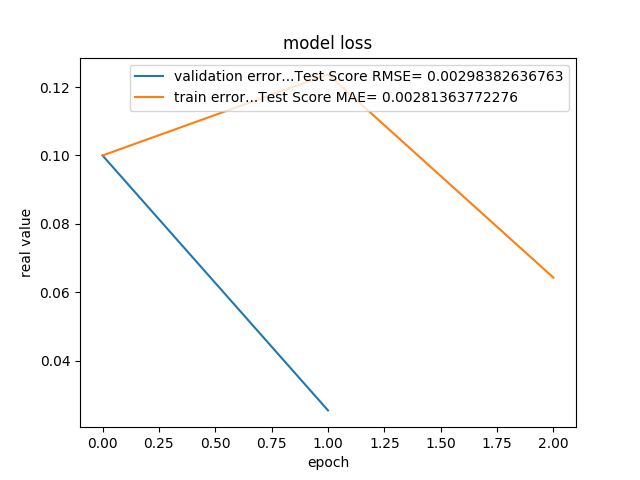 model loss
validation error...Test Score RMSE= 0.00298382636763
train error...Test Score MAE= 0.00281363772276
0.12
0.10
0.08
0.06
0.04
real value
0.00 0.25 0.50 0.75 1.00 1.25 1.50 1.75 2.00
epoch